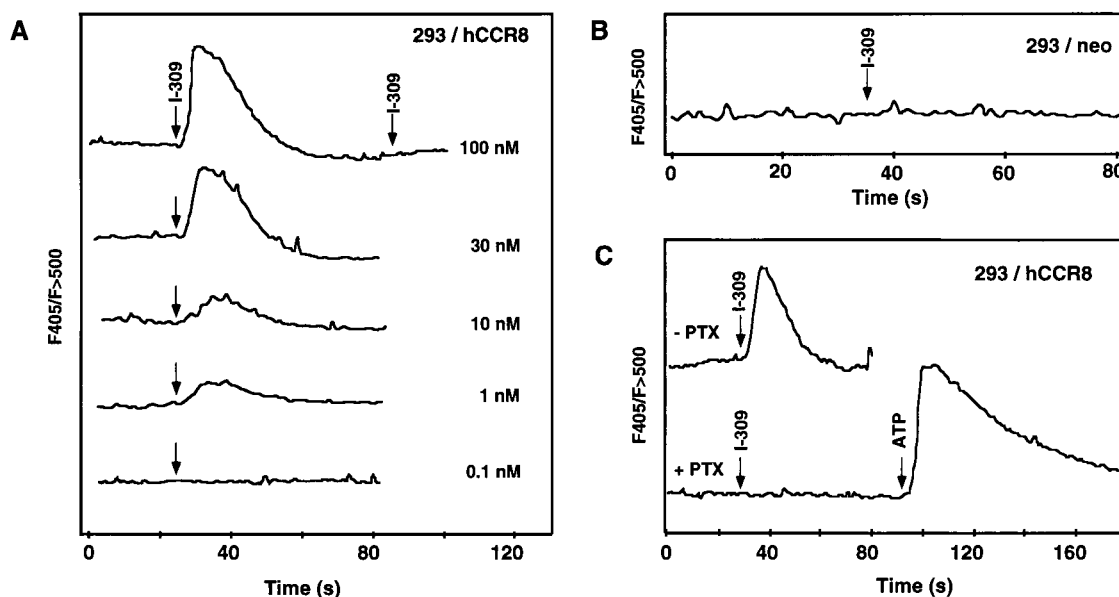 A
293 / hCCR8
I-309
I-309
100 nM
30 nM
10 nM
1 nM
0.1 nM
F405/F>500
0 40 80 120
Time (s)
B
293 / neo
I-309
F405/F>500
0 20 40 60 80
Time (s)
C
293 / hCCR8
I-309
- PTX
I-309
ATP
+ PTX
F405/F>500
0 40 80 120 160
Time (s)